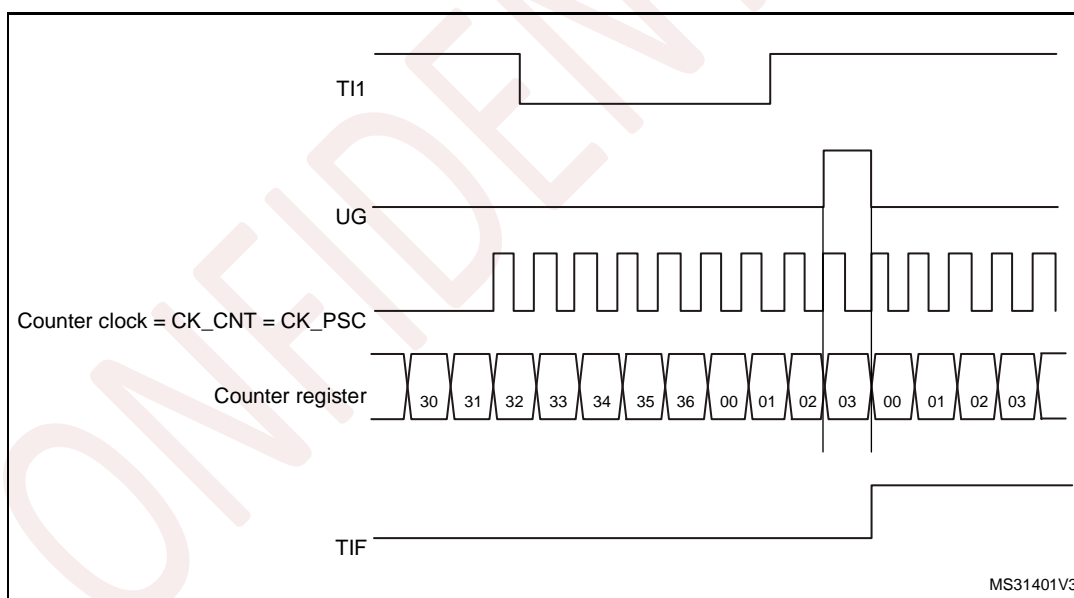 TI1
UG
Counter clock = CK_CNT = CK_PSC
Counter register
30 31 32 33 34 35 36 00 01 02 03 00 01 02 03
TIF
MS31401V3
ONFIDEN